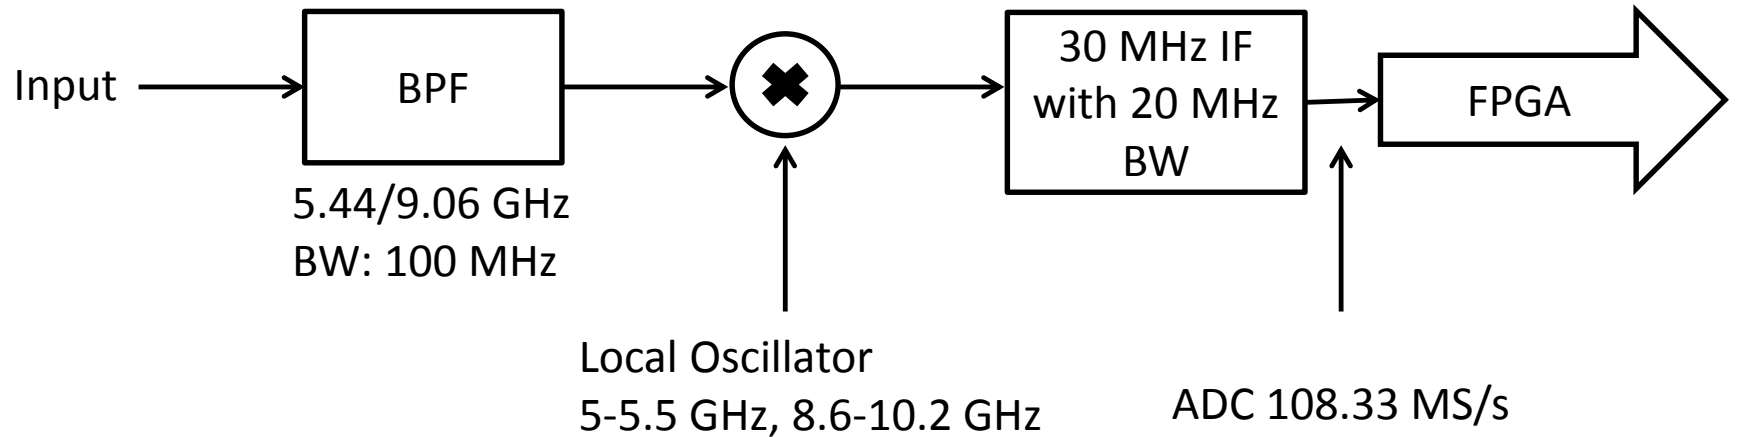 Input
BPF
5.44/9.06 GHz
BW: 100 MHz
Local Oscillator
5-5.5 GHz, 8.6-10.2 GHz
30 MHz IF
with 20 MHz
BW
ADC 108.33 MS/s
FPGA